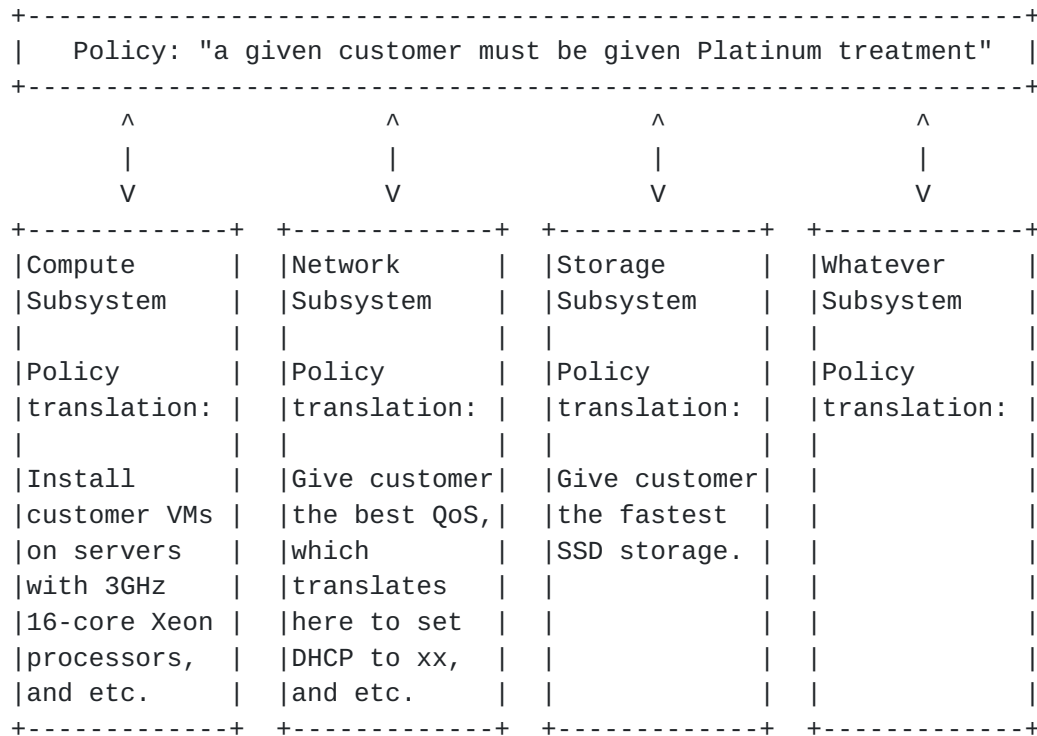 Policy: "a given customer must be given Platinum treatment"
Compute
Subsystem
Policy
translation:
Install
customer VMs
on servers
with 3GHz
16-core Xeon
processors,
and etc.
Network
Subsystem
Policy
translation:
Give customer
the best QoS,
which
translates
here to set
DHCP to xx,
and etc.
Storage
Subsystem
Policy
translation:
Give customer
the fastest
SSD storage.
Whatever
Subsystem
Policy
translation: